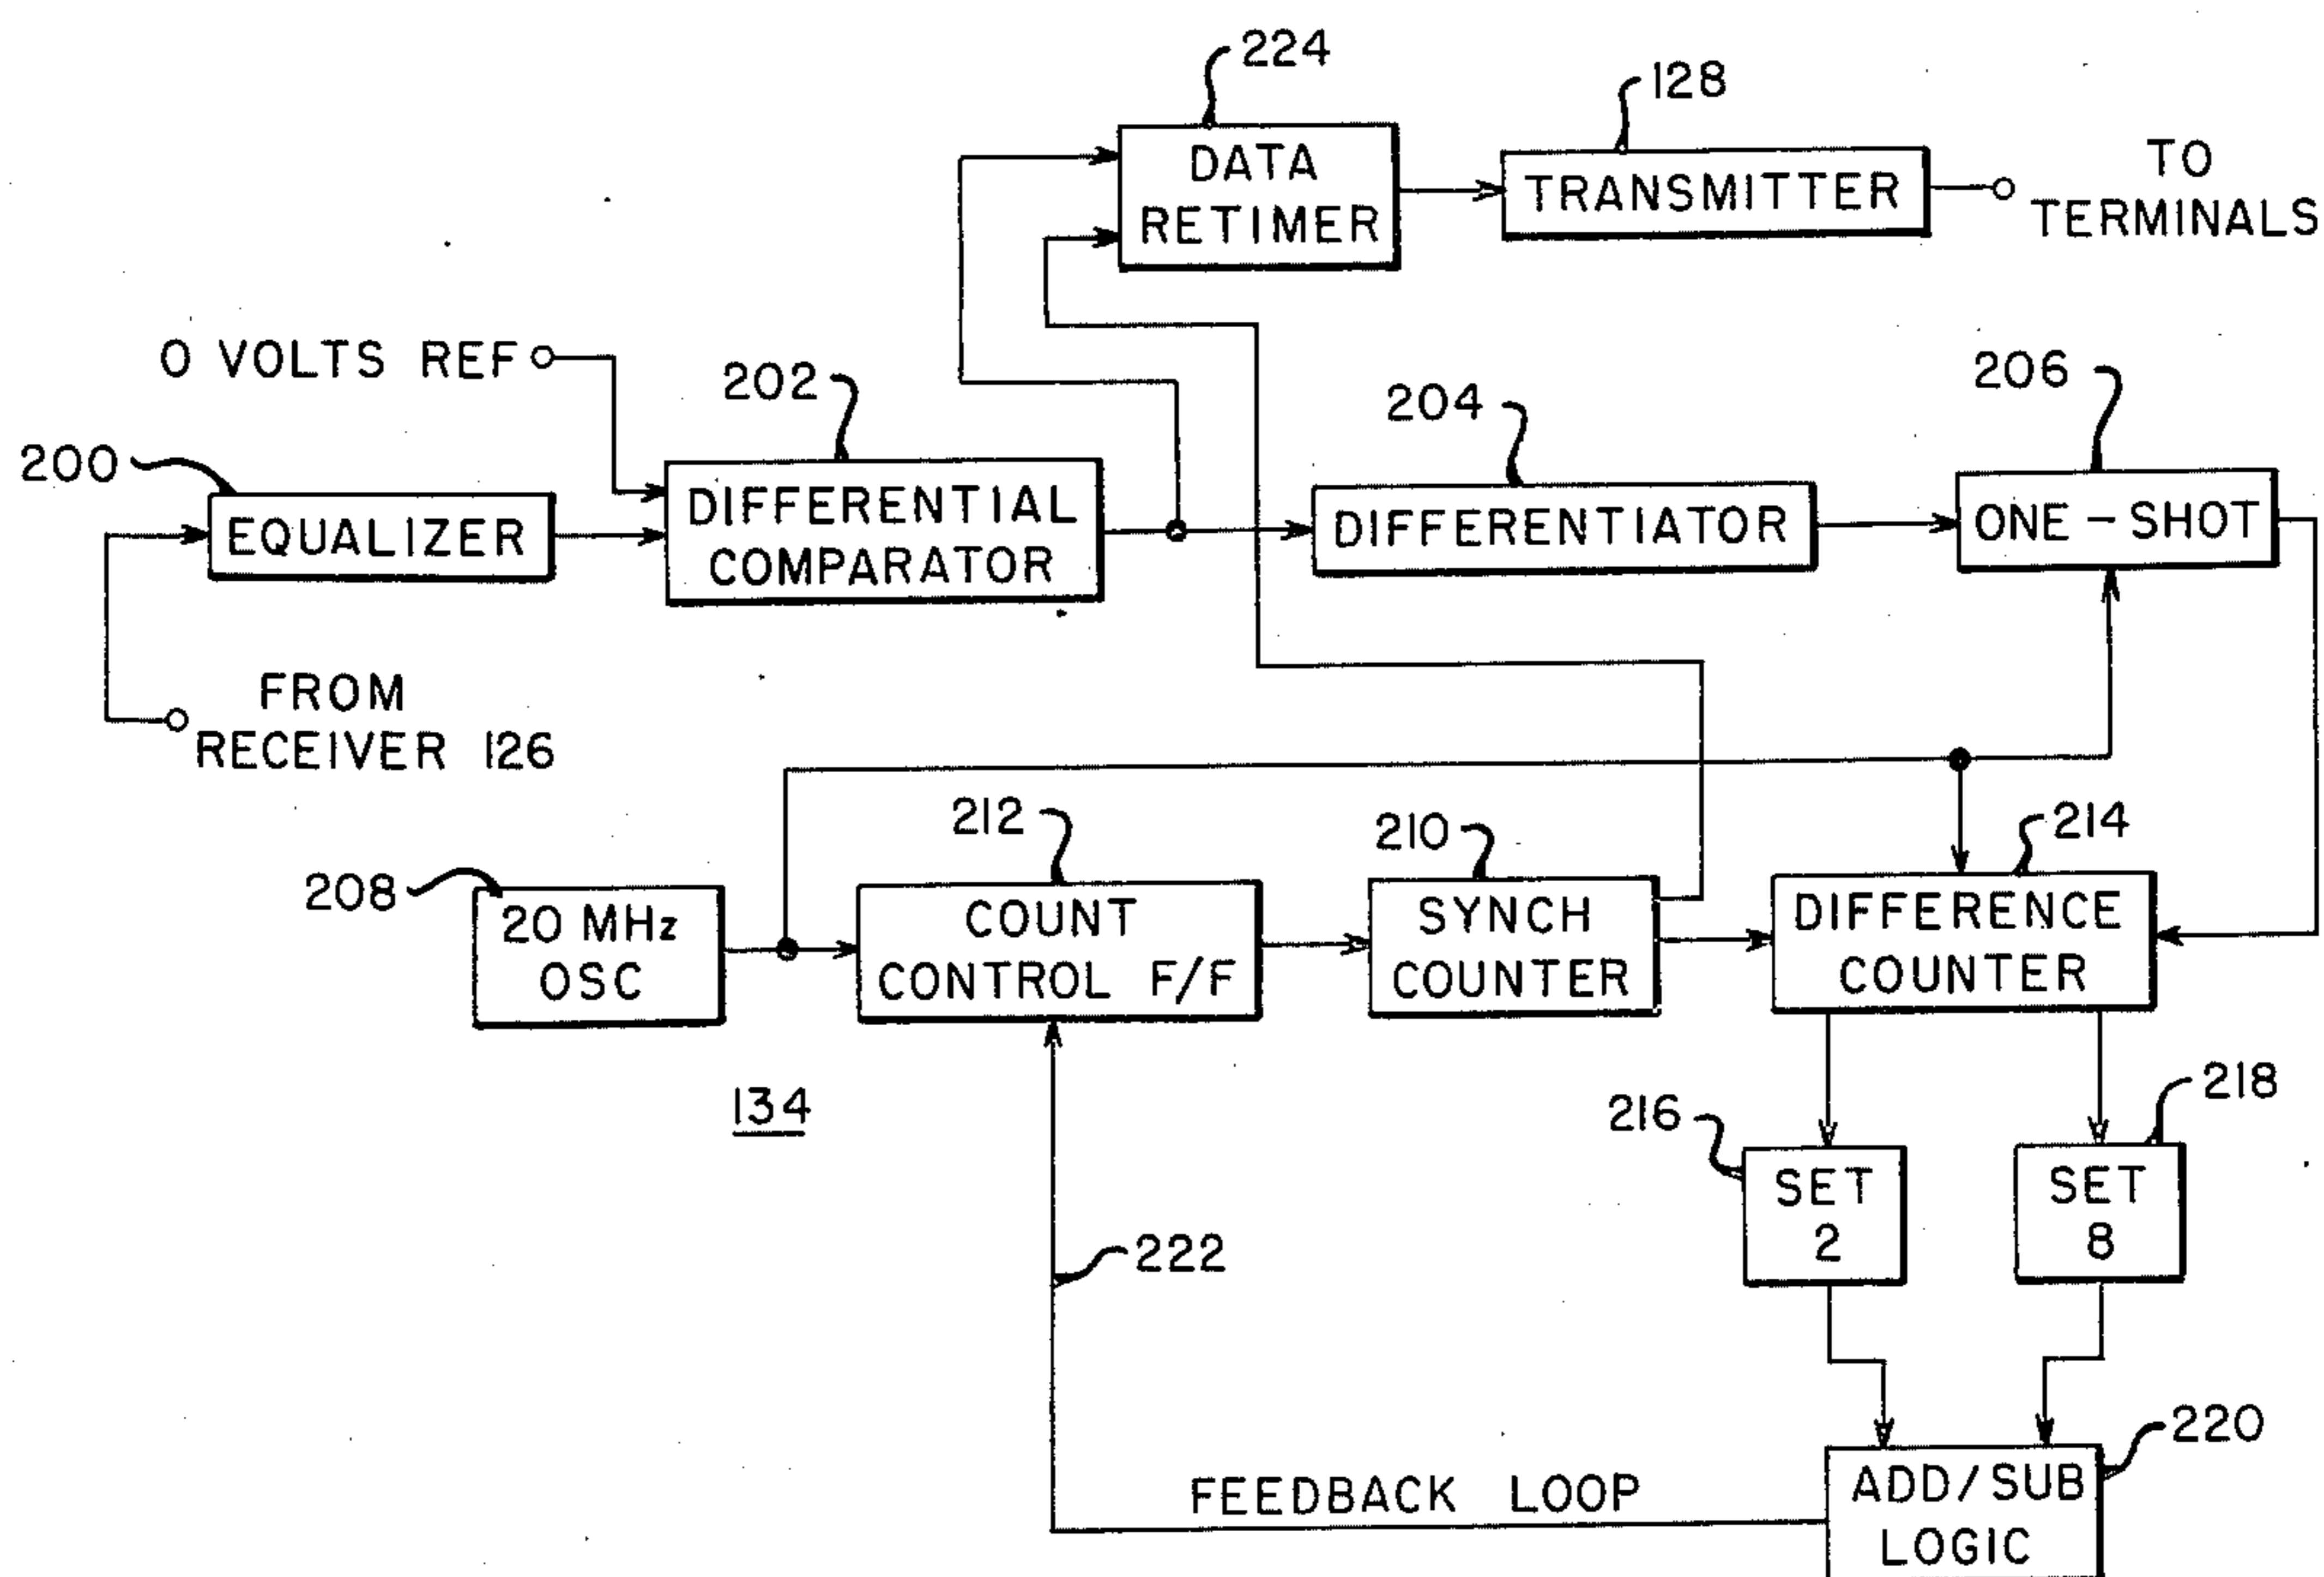 224
128
DATA
RETIMER
TRANSMITTER
TO
TERMINALS
0 VOLTS REF
202
204
206
200
EQUALIZER
DIFFERENTIAL
COMPARATOR
DIFFERENTIATOR
ONE-SHOT
FROM
RECEIVER 126
212
210
214
208
20 MHz
OSC
COUNT
CONTROL F/F
SYNCH
COUNTER
DIFFERENCE
COUNTER
134
216
218
SET
2
SET
8
222
220
FEEDBACK LOOP
ADD/SUB
LOGIC